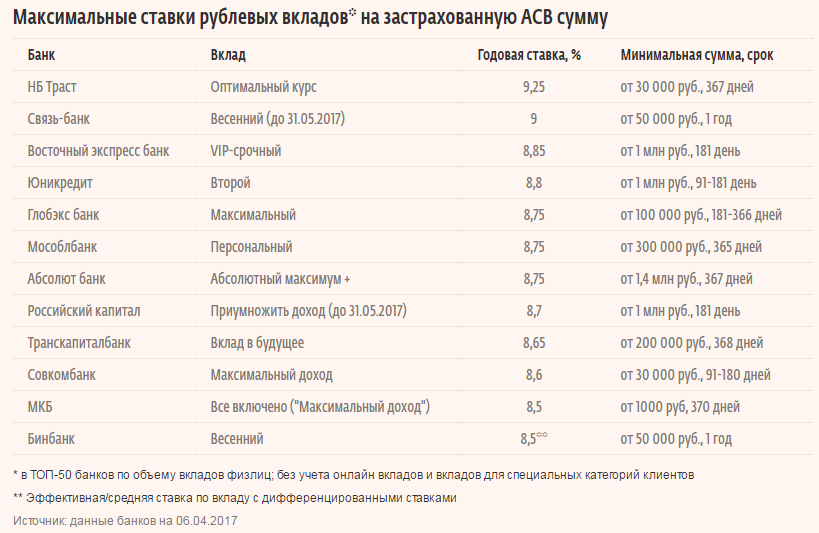 Максимальные ставки рублевых вкладов* на застрахованную АСВ сумму
Банк Вклад Годовая ставка, % Минимальная сумма, срок
НБ Траст Оптимальный курс 9,25 от 30 000 руб., 367 дней
Связь-банк Весенний (до 31.05.2017) 9 от 50 000 руб., 1 год
Восточный экспресс банк VIP-срочный 8,85 от 1 млн руб., 181 день
Юникредит Второй 8,8 от 1 млн руб., 91-181 день
Глобэкс банк Максимальный 8,75 от 100 000 руб., 181-366 дней
Мособлбанк Персональный 8,75 от 300 000 руб., 365 дней
Абсолют банк Абсолютный максимум + 8,75 от 1,4 млн руб., 367 дней
Российский капитал Приумножить доход (до 31.05.2017) 8,7 от 1 млн руб., 181 день
Транскапиталбанк Вклад в будущее 8,65 от 200 000 руб., 368 дней
Совкомбанк Максимальный доход 8,6 от 30 000 руб., 91-180 дней
МКБ Все включено ("Максимальный доход") 8,5 от 1000 руб, 370 дней
Бинбанк Весенний 8,5** от 50 000 руб., 1 год
* в ТОП-50 банков по объему вкладов физлиц; без учета онлайн вкладов и вкладов для специальных категорий клиентов
** Эффективная/средняя ставка по вкладу с дифференцированными ставками
Источник: данные банков на 06.04.2017